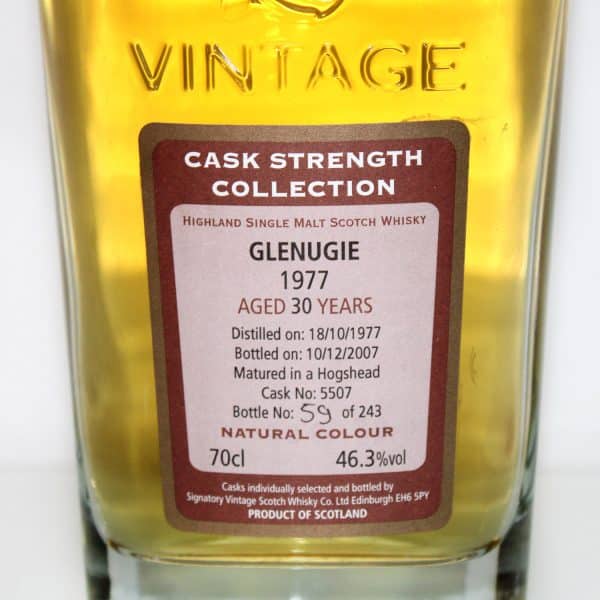 VINTAGE
CASK STRENGTH
COLLECTION
HIGHLAND SINGLE MALT SCOTCH WHISKY
GLENUGIE
1977
AGED 30 YEARS
Distilled on: 18/10/1977
Bottled on: 10/12/2007
Matured in a Hogshead
Cask No: 5507
Bottle No: 59 of 243
NATURAL COLOUR
70cl 46.3%vol
Casks individually selected and bottled by
Signatory Vintage Scotch Whisky Co. Ltd Edinburgh EH6 5PY
PRODUCT OF SCOTLAND